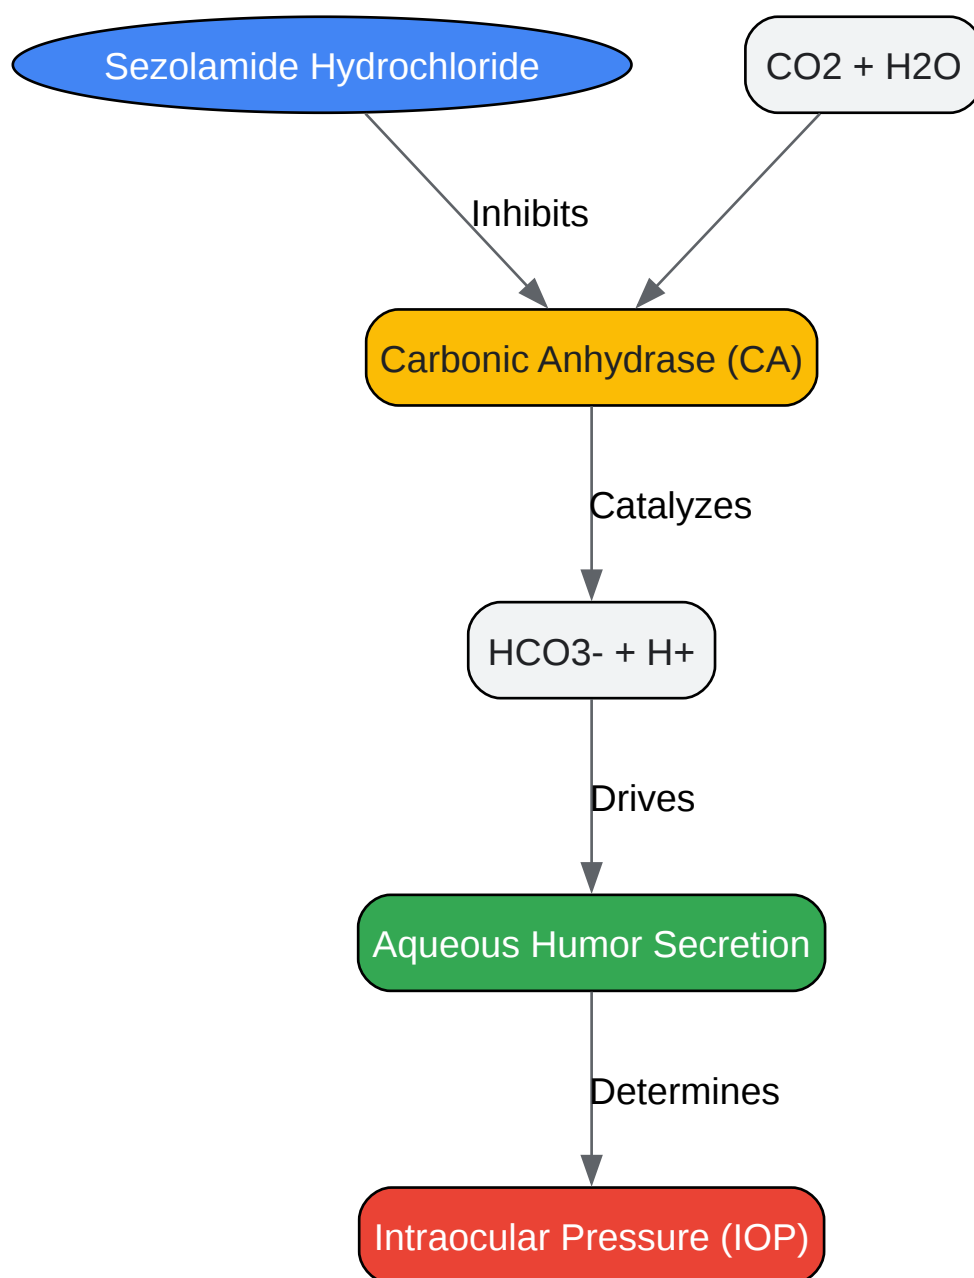 Sezolamide Hydrochloride
CO2 + H2O
Inhibits
Carbonic Anhydrase (CA)
Catalyzes
HCO3- + H+
Drives
Aqueous Humor Secretion
Determines
Intraocular Pressure (IOP)